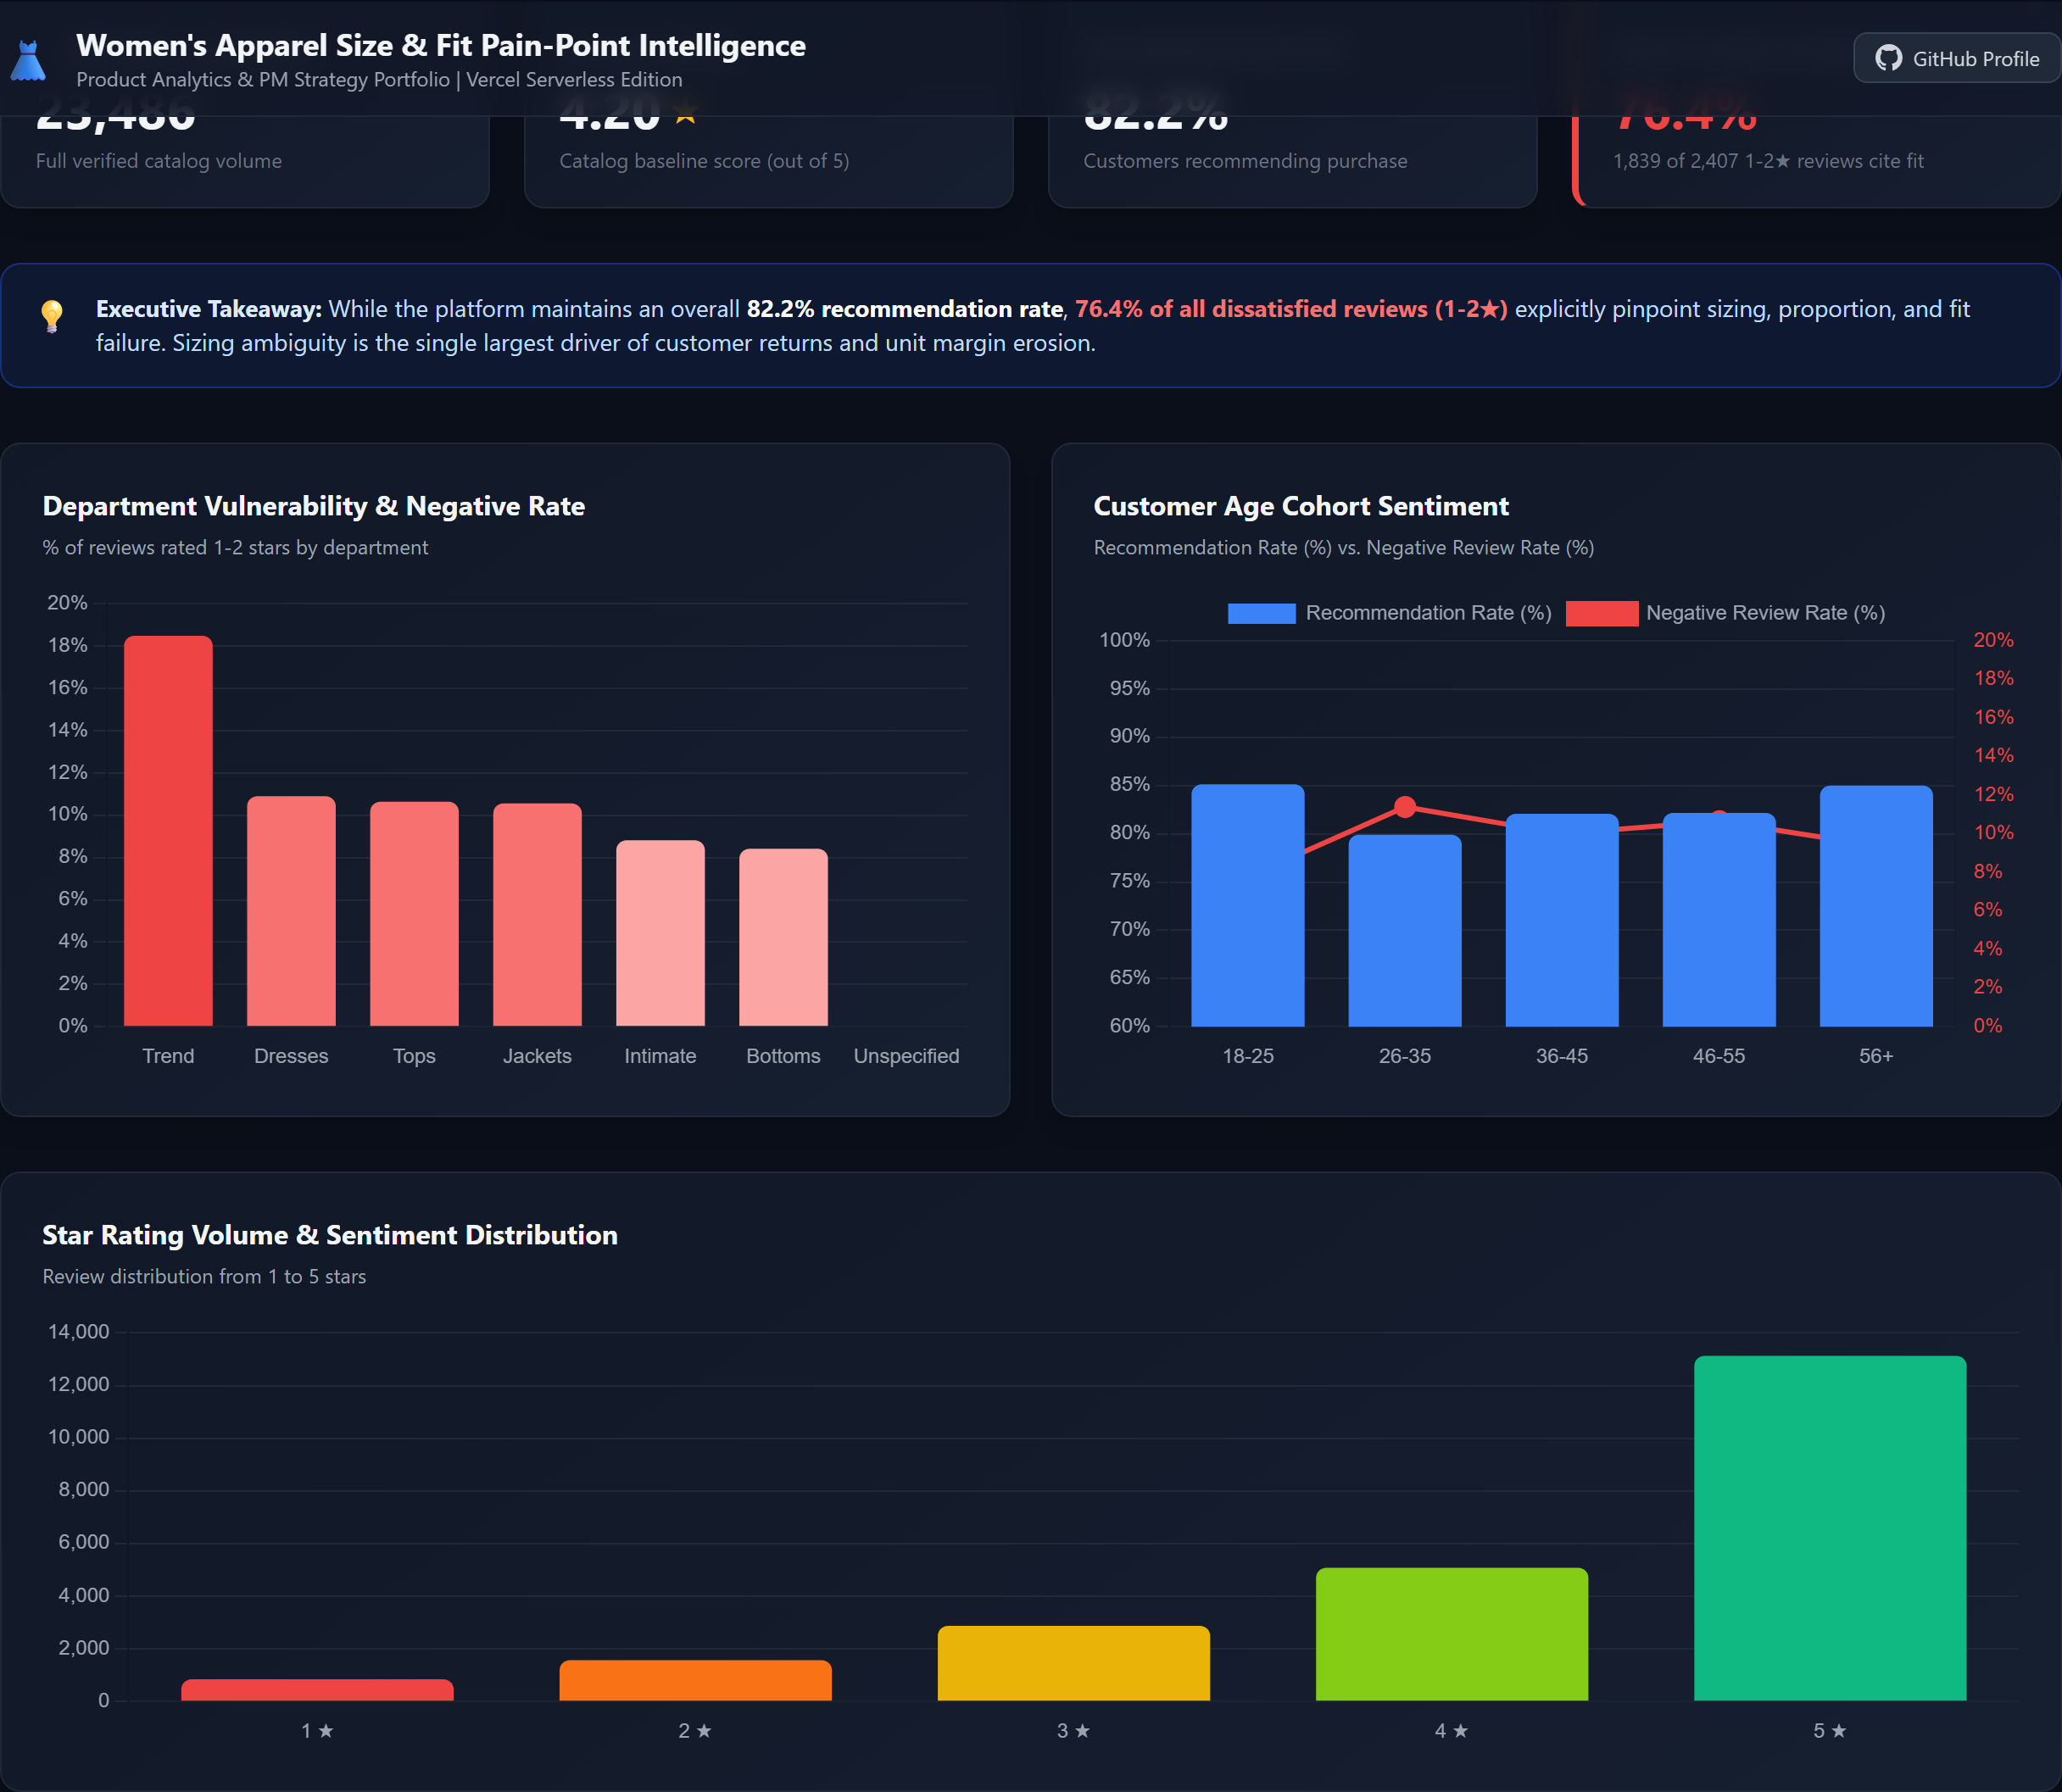 Women's Apparel Size & Fit Pain-Point Intelligence
Product Analytics & PM Strategy Portfolio | Vercel Serverless Edition
GitHub Profile
23,486
4.20 ★
82.2%
76.4%
Full verified catalog volume
Catalog baseline score (out of 5)
Customers recommending purchase
1,839 of 2,407 1-2★ reviews cite fit
Executive Takeaway: While the platform maintains an overall 82.2% recommendation rate, 76.4% of all dissatisfied reviews (1-2★) explicitly pinpoint sizing, proportion, and fit
failure. Sizing ambiguity is the single largest driver of customer returns and unit margin erosion.
Department Vulnerability & Negative Rate
% of reviews rated 1-2 stars by department
20%
18%
16%
14%
12%
10%
8%
6%
4%
2%
0%
Trend Dresses Tops Jackets Intimate Bottoms Unspecified
Customer Age Cohort Sentiment
Recommendation Rate (%) vs. Negative Review Rate (%)
Recommendation Rate (%) Negative Review Rate (%)
100%
95%
90%
85%
80%
75%
70%
65%
60%
20%
18%
16%
14%
12%
10%
8%
6%
4%
2%
0%
18-25 26-35 36-45 46-55 56+
Star Rating Volume & Sentiment Distribution
Review distribution from 1 to 5 stars
14,000
12,000
10,000
8,000
6,000
4,000
2,000
0
1 ★ 2 ★ 3 ★ 4 ★ 5 ★